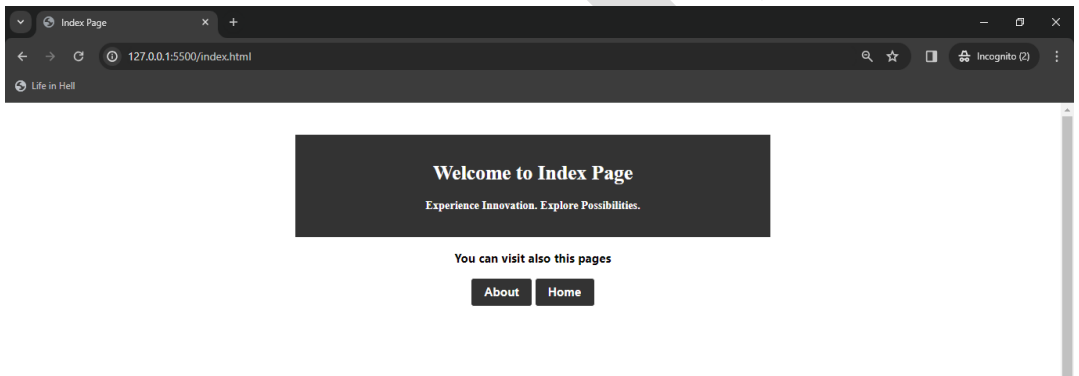 Index Page
127.0.0.1:5500/index.html
Incognito (2)
Life in Hell
Welcome to Index Page
Experience Innovation. Explore Possibilities.
You can visit also this pages
About Home